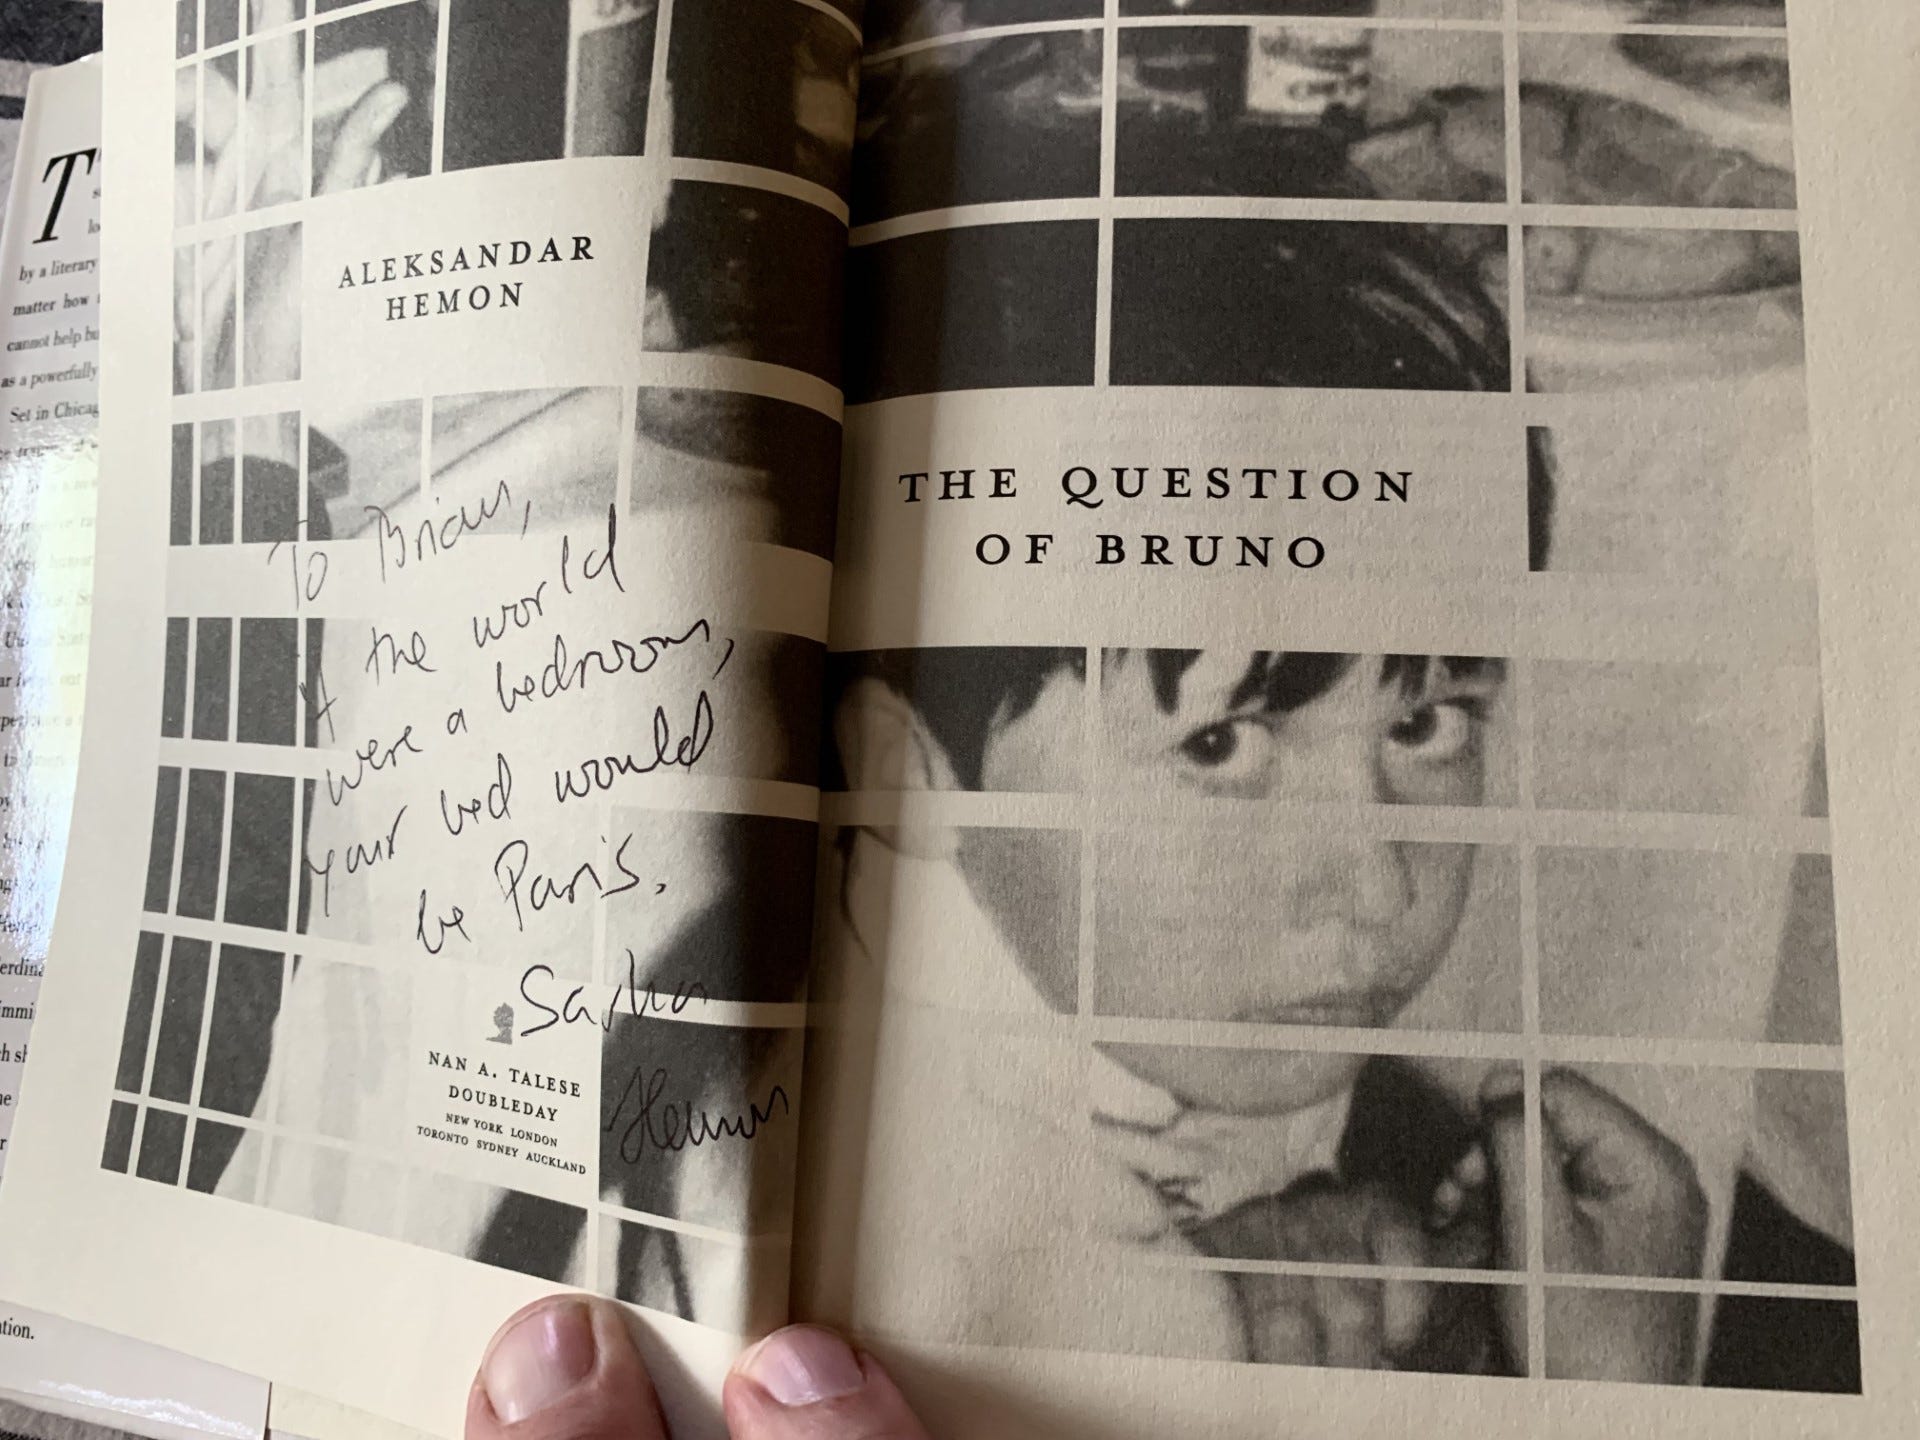 ALEKSANDAR
HEMON
To Brian,
if the world
were a bedroom,
your bed would
be Paris.
Sasha
Hemon
NAN A. TALESE
DOUBLEDAY
NEW YORK LONDON
TORONTO SYDNEY AUCKLAND
THE QUESTION
OF BRUNO
T
by a literary
matter how
cannot help bu
as a powerfully
Set in Chicag
ation.